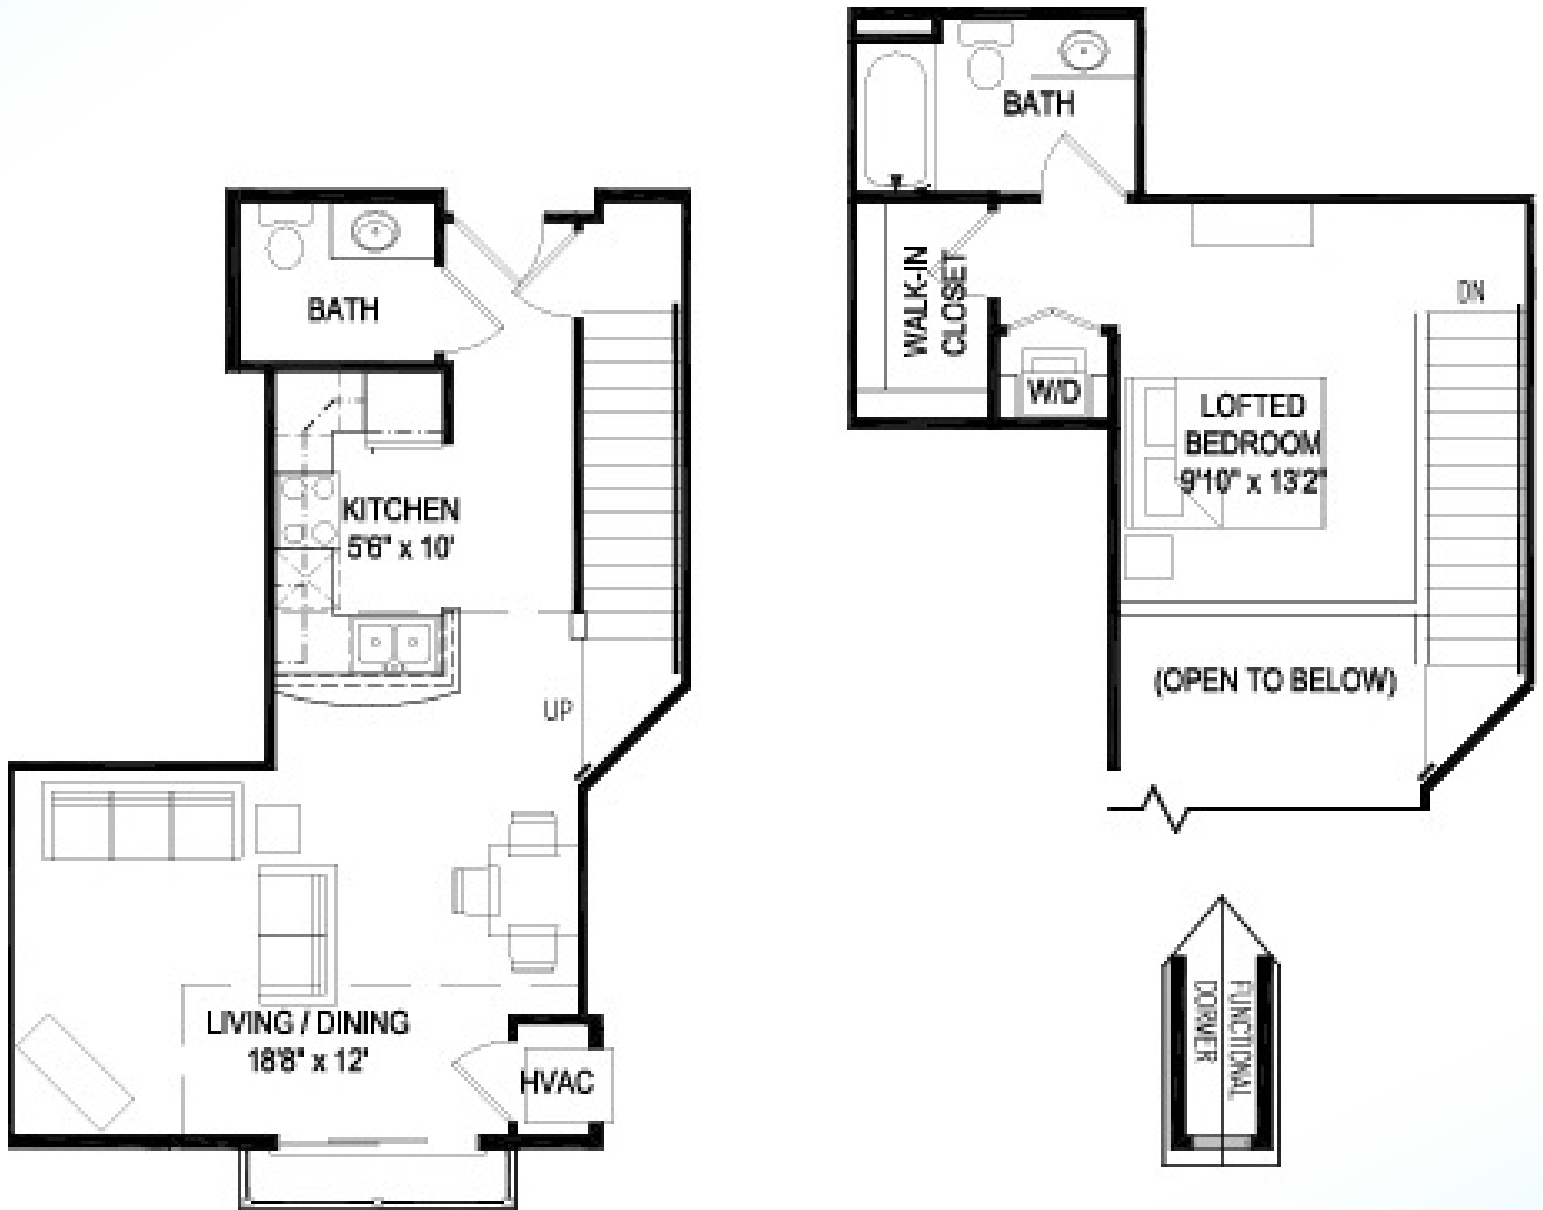 BATH
KITCHEN
5'6" x 10'
UP
LIVING / DINING
18'8" x 12'
HVAC
BATH
WALK-IN
CLOSET
W/D
DN
LOFTED
BEDROOM
9'10" x 13'2"
(OPEN TO BELOW)
FUNCTIONAL
DORMER